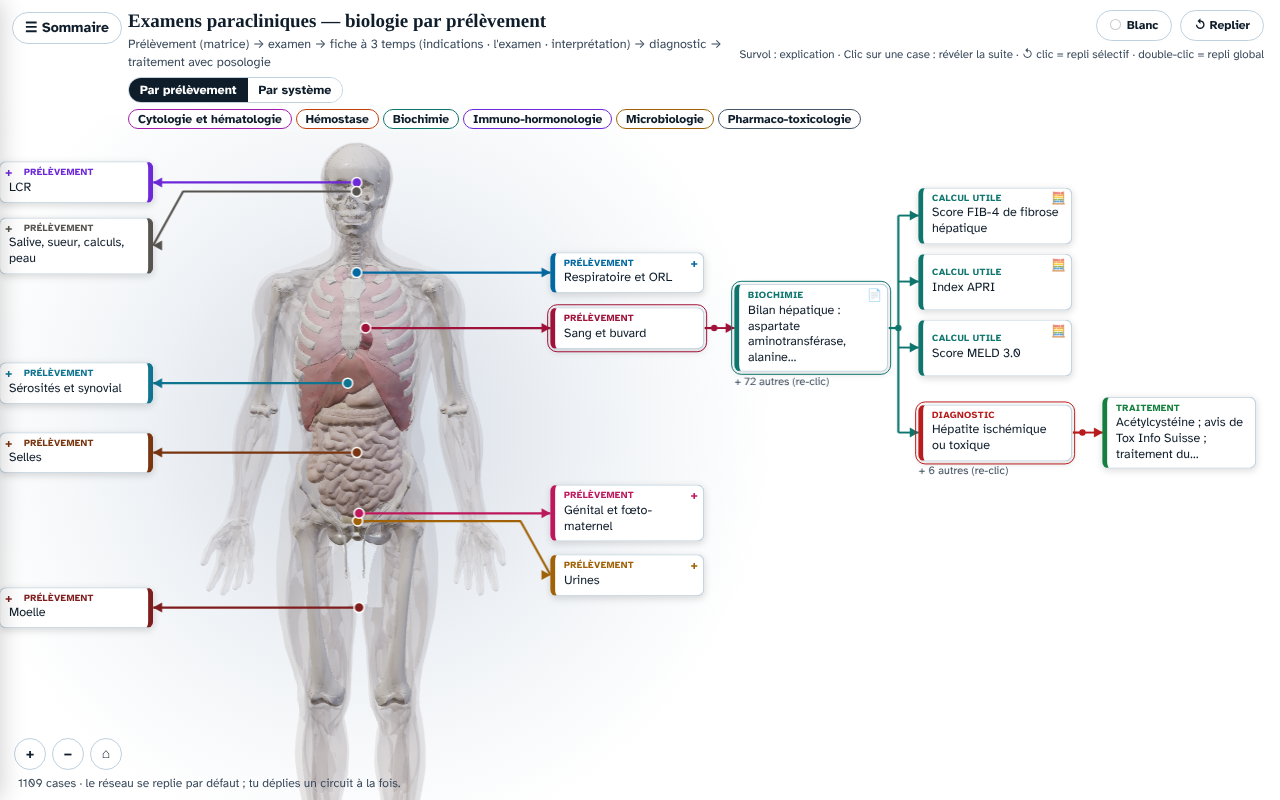 ☰ Sommaire
Examens paracliniques — biologie par prélèvement
Prélèvement (matrice) → examen → fiche à 3 temps (indications · l'examen · interprétation) → diagnostic →
traitement avec posologie
Blanc
↺ Replier
Survol : explication · Clic sur une case : révéler la suite · ↺ clic = repli sélectif · double-clic = repli global
Par prélèvement
Par système
Cytologie et hématologie
Hémostase
Biochimie
Immuno-hormonologie
Microbiologie
Pharmaco-toxicologie
+ PRÉLÈVEMENT
LCR
+ PRÉLÈVEMENT
Salive, sueur, calculs,
peau
+ PRÉLÈVEMENT
Sérosités et synovial
+ PRÉLÈVEMENT
Selles
+ PRÉLÈVEMENT
Moelle
PRÉLÈVEMENT +
Respiratoire et ORL
PRÉLÈVEMENT
Sang et buvard
PRÉLÈVEMENT +
Génital et fœto-
maternel
PRÉLÈVEMENT +
Urines
BIOCHIMIE
Bilan hépatique :
aspartate
aminotransférase,
alanine…
+ 72 autres (re-clic)
CALCUL UTILE
Score FIB-4 de fibrose
hépatique
CALCUL UTILE
Index APRI
CALCUL UTILE
Score MELD 3.0
DIAGNOSTIC
Hépatite ischémique
ou toxique
+ 6 autres (re-clic)
TRAITEMENT
Acétylcystéine ; avis de
Tox Info Suisse ;
traitement du…
+
−
⌂
1109 cases · le réseau se replie par défaut ; tu déplies un circuit à la fois.